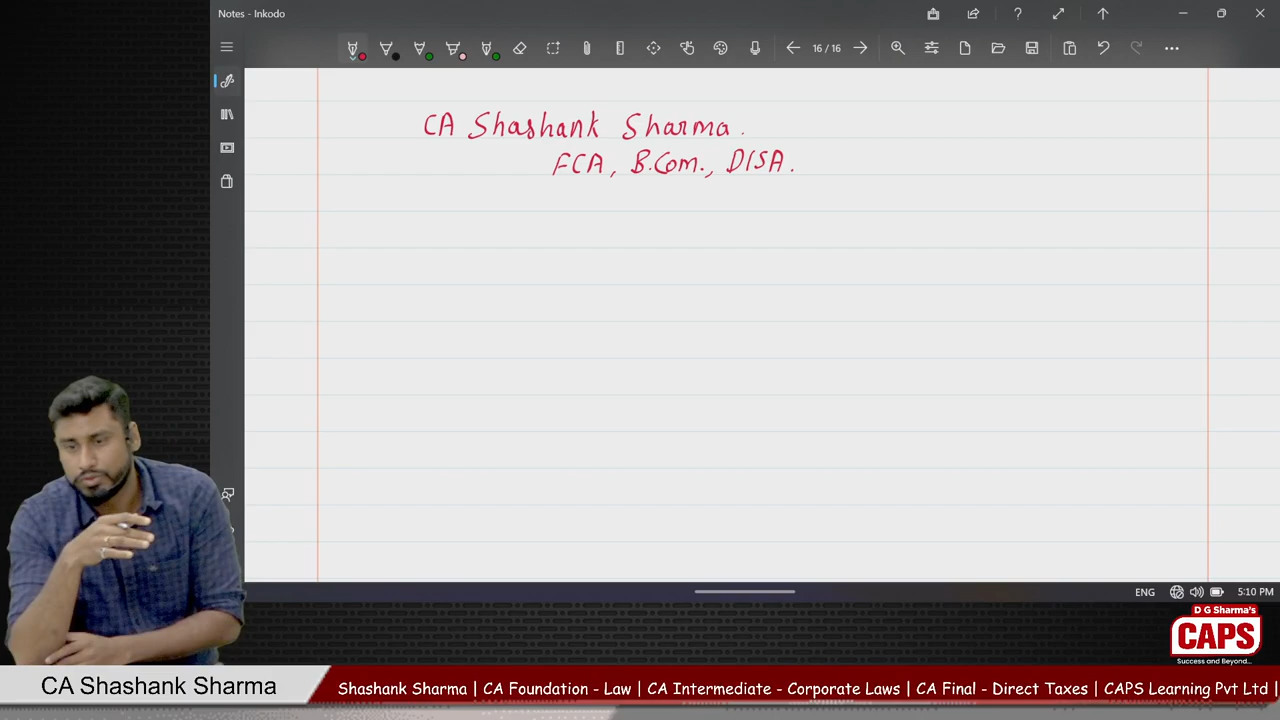 Notes - Inkodo
16 / 16
CA Shashank Sharma.
FCA, B.Com., DISA.
ENG
5:10 PM
D G Sharma's
CAPS
Success and Beyond...
CA Shashank Sharma
Shashank Sharma | CA Foundation - Law | CA Intermediate - Corporate Laws | CA Final - Direct Taxes | CAPS Learning Pvt Ltd |